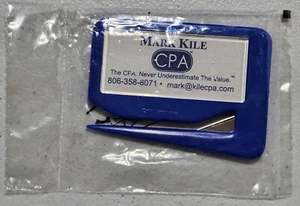 MARK KILE
CPA
The CPA. Never Underestimate The Value.™
806-358-8071 • mark@kilecpa.com